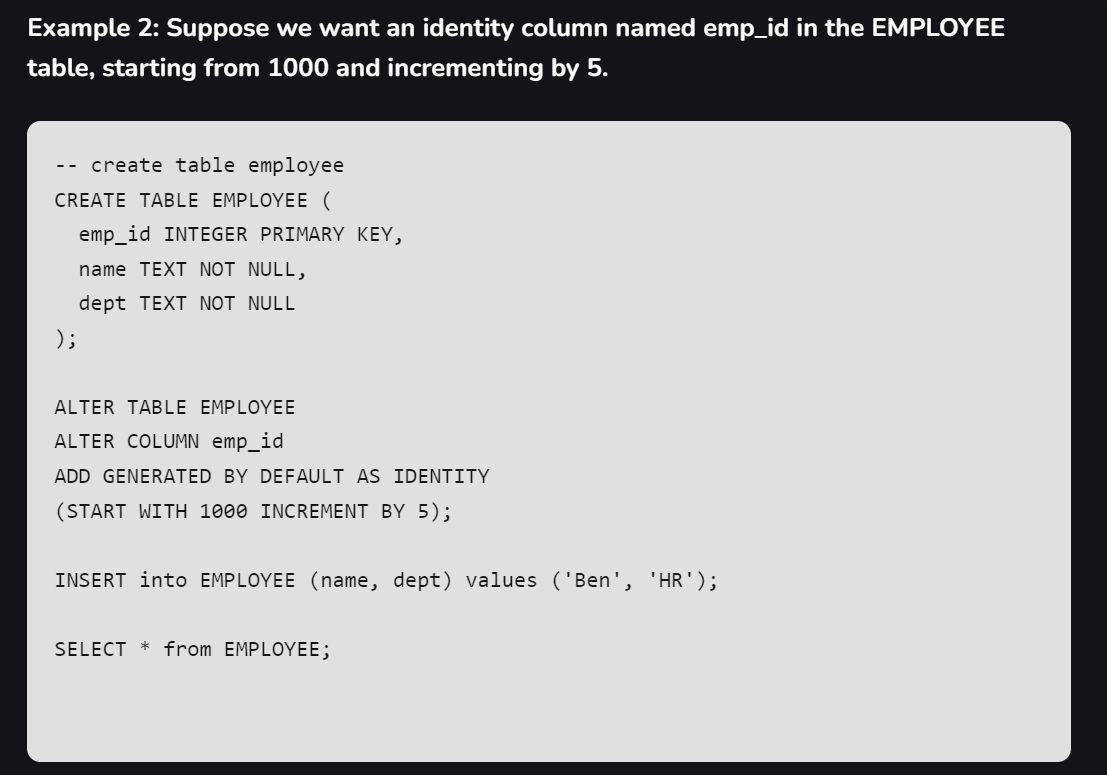 Example 2: Suppose we want an identity column named emp_id in the EMPLOYEE
table, starting from 1000 and incrementing by 5.
-- create table employee
CREATE TABLE EMPLOYEE (
  emp_id INTEGER PRIMARY KEY,
  name TEXT NOT NULL,
  dept TEXT NOT NULL
);
ALTER TABLE EMPLOYEE
ALTER COLUMN emp_id
ADD GENERATED BY DEFAULT AS IDENTITY
(START WITH 1000 INCREMENT BY 5);
INSERT into EMPLOYEE (name, dept) values ('Ben', 'HR');
SELECT * from EMPLOYEE;